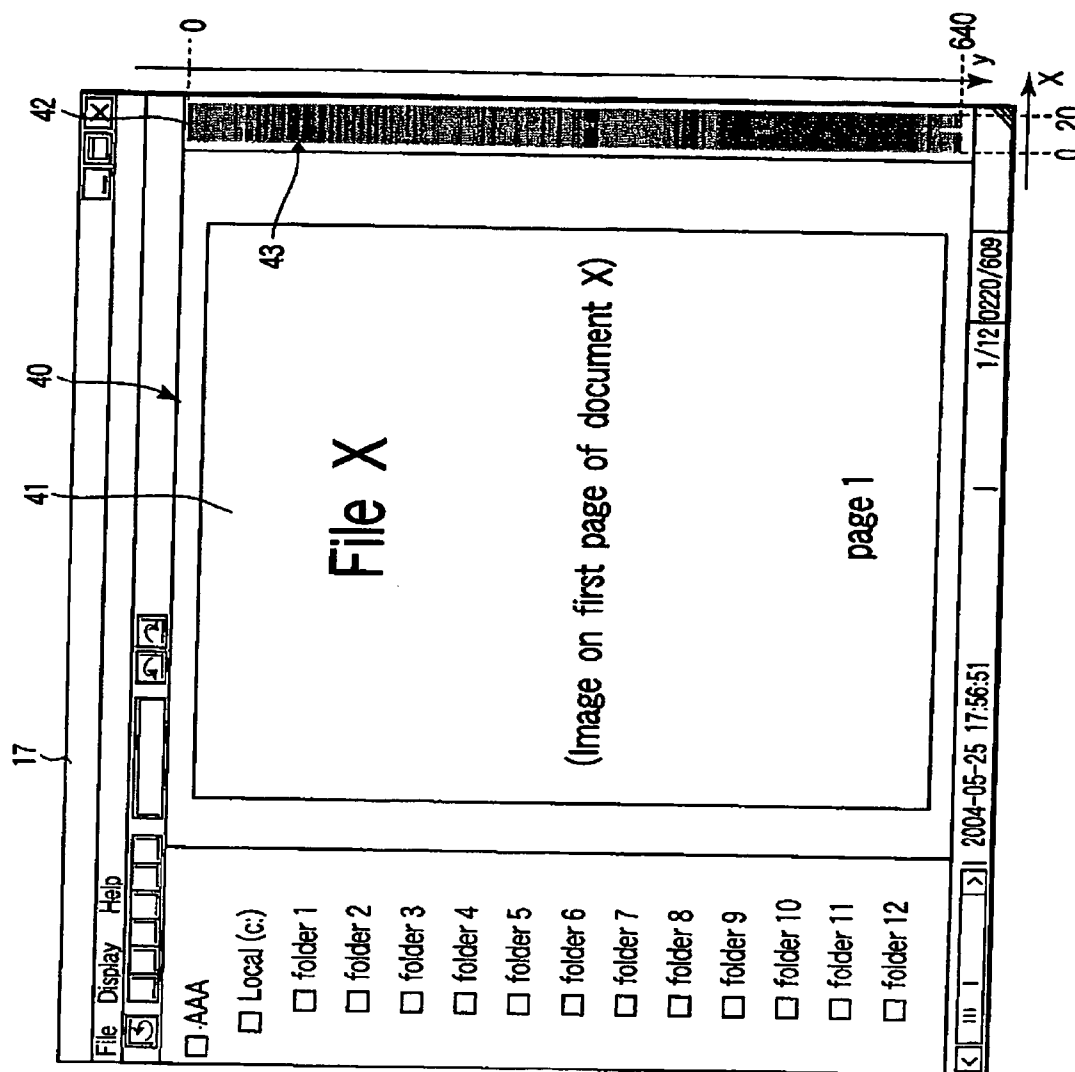 17
41
40
42
File Display Help
X
0
.AAA
Local (c:)
folder 1
folder 2
folder 3
folder 4
folder 5
folder 6
folder 7
folder 8
folder 9
folder 10
folder 11
folder 12
File X
(Image on first page of document X)
page 1
43
640
y
< III >
2004-05-25 17:56:51
1/12
0220/609
0 20
X